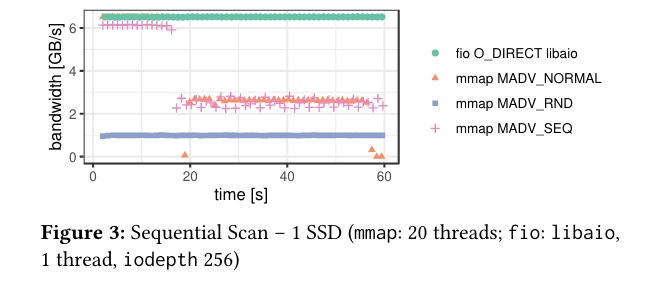 6
4
2
0
bandwidth [GB/s]
0 20 40 60
time [s]
fio O_DIRECT libaio
mmap MADV_NORMAL
mmap MADV_RND
mmap MADV_SEQ
Figure 3: Sequential Scan – 1 SSD (mmap: 20 threads; fio: libaio,
1 thread, iodepth 256)